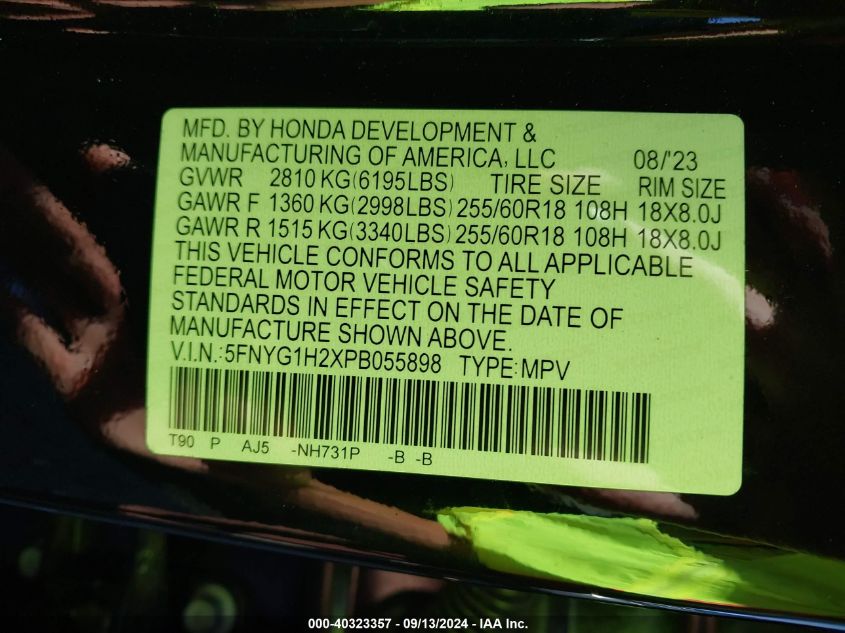 MFD. BY HONDA DEVELOPMENT &
MANUFACTURING OF AMERICA, LLC 08/'23
GVWR 2810 KG(6195LBS) TIRE SIZE RIM SIZE
GAWR F 1360 KG(2998LBS) 255/60R18 108H 18X8.0J
GAWR R 1515 KG(3340LBS) 255/60R18 108H 18X8.0J
THIS VEHICLE CONFORMS TO ALL APPLICABLE
FEDERAL MOTOR VEHICLE SAFETY
STANDARDS IN EFFECT ON THE DATE OF
MANUFACTURE SHOWN ABOVE.
V.I.N.:5FNYG1H2XPB055898 TYPE:MPV
T90 P AJ5 -NH731P -B -B
000-40323357 - 09/13/2024 - IAA Inc.